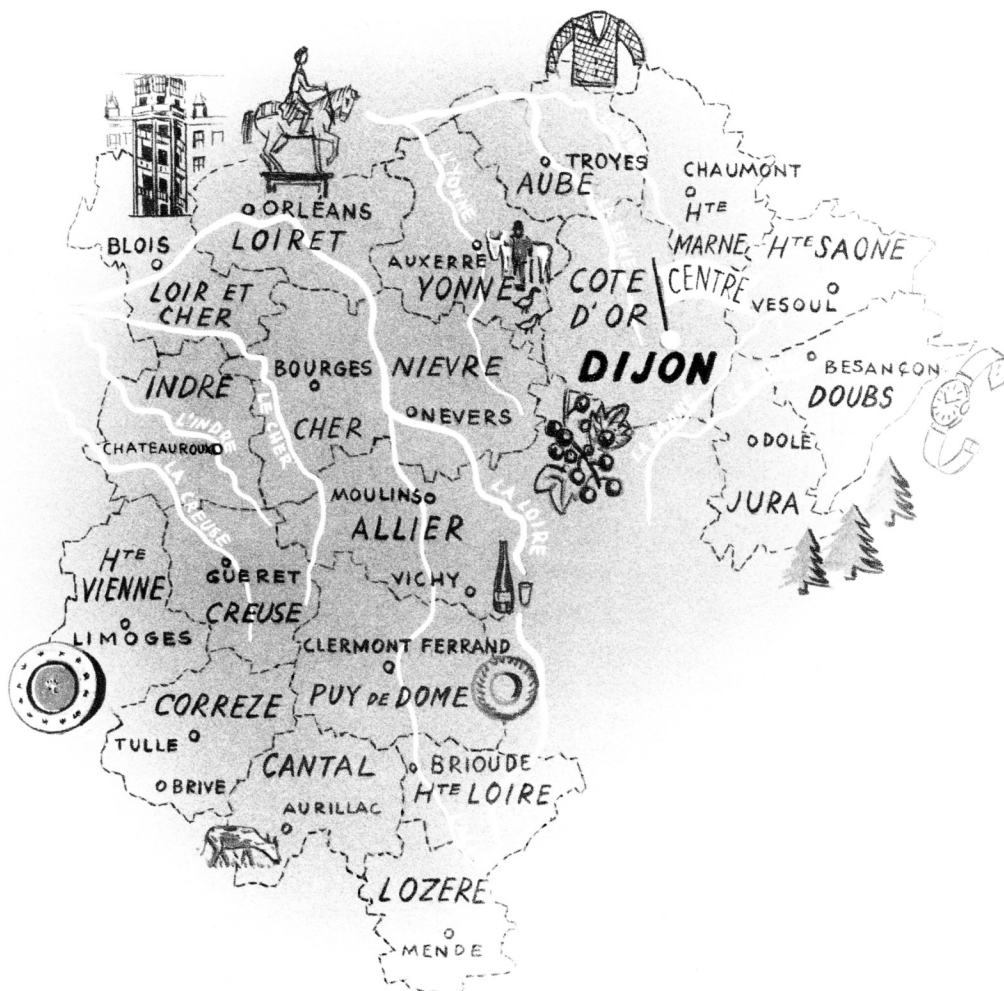 TROYES
AUBE
CHAUMONT
HTE
MARNE
HTE SAONE
VESOUL
ORLÉANS
LOIRET
BLOIS
LOIR ET
CHER
L'YONNE
AUXERRE
YONNE
COTE
D'OR
CENTRE
DIJON
BESANÇON
DOUBS
DOLE
JURA
INDRE
L'INDRE
CHATEAUROUX
LA CREUSE
BOURGES
CHER
LE CHER
NIEVRE
NEVERS
MOULINS
ALLIER
LA LOIRE
VICHY
HTE
VIENNE
LIMOGES
GUERET
CREUSE
CLERMONT FERRAND
PUY DE DOME
CORREZE
TULLE
BRIVE
CANTAL
AURILLAC
BRIOUDE
HTE LOIRE
LOZERE
MENDE